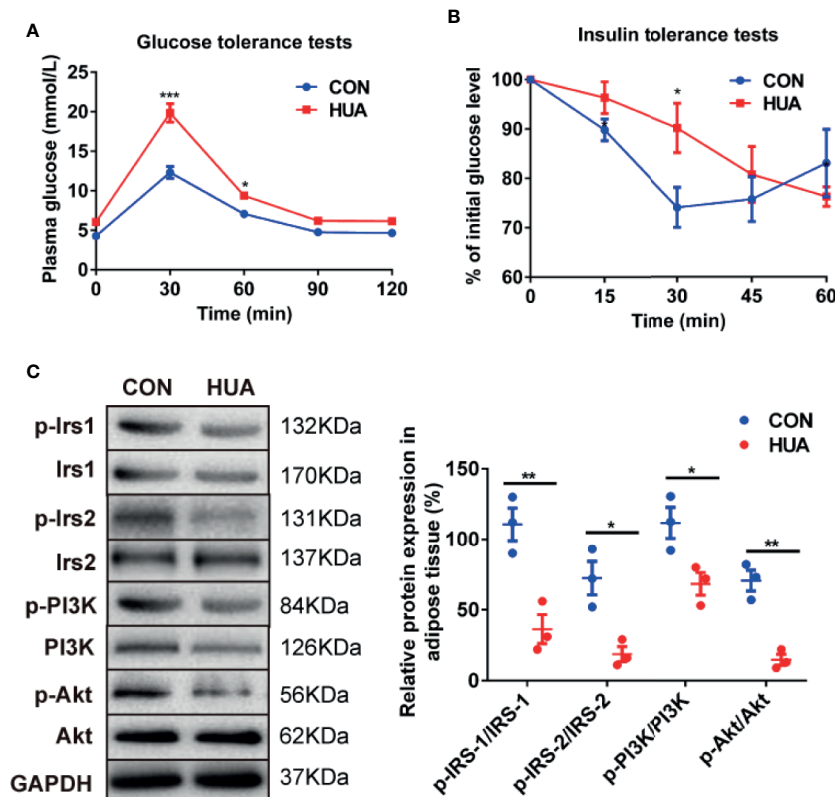 A
Glucose tolerance tests
Plasma glucose (mmol/L)
25
20
15
10
5
0
***
*
CON
HUA
0 30 60 90 120
Time (min)
B
Insulin tolerance tests
% of initial glucose level
100
90
80
70
60
*
*
*
CON
HUA
0 15 30 45 60
Time (min)
C
CON HUA
p-Irs1 132KDa
Irs1 170KDa
p-Irs2 131KDa
Irs2 137KDa
p-PI3K 84KDa
PI3K 126KDa
p-Akt 56KDa
Akt 62KDa
GAPDH 37KDa
Relative protein expression in
adipose tissue (%)
150
100
50
0
CON
HUA
**
*
*
**
p-IRS-1/IRS-1
p-IRS-2/IRS-2
p-PI3K/PI3K
p-Akt/Akt